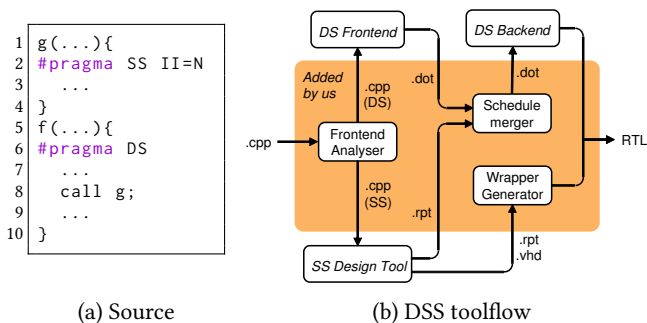 1 g(...){
2 #pragma SS II=N
3 ...
4 }
5 f(...){
6 #pragma DS
7 ...
8 call g;
9 ...
10 }
(a) Source
DS Frontend
DS Backend
Added
by us
.cpp
(DS)
.dot
.dot
.cpp
Frontend
Analyser
Schedule
merger
RTL
.cpp
(SS)
.rpt
Wrapper
Generator
.rpt
.vhd
SS Design Tool
(b) DSS toolflow